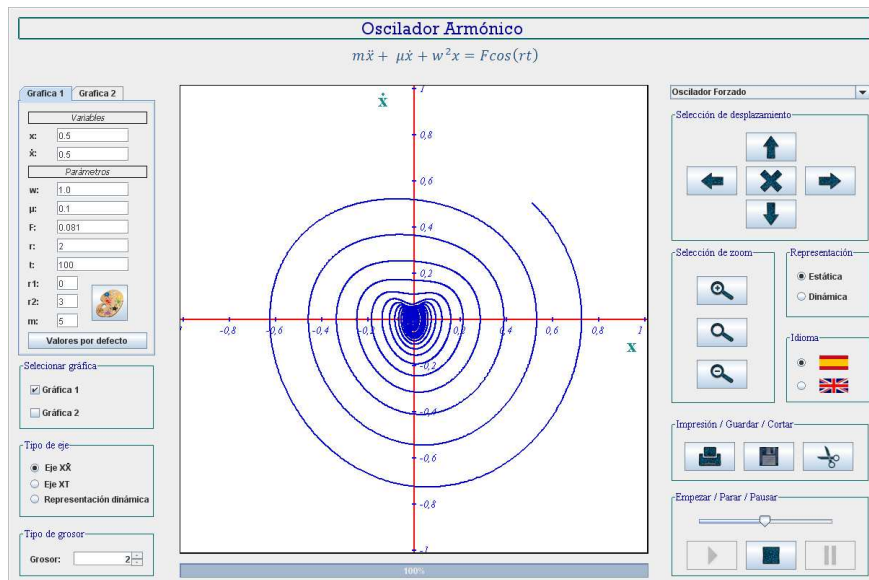 Oscilador Armónico
mẍ + μẋ + w²x = Fcos(rt)
Grafica 1 Grafica 2
Variables
x: 0.5
ẋ: 0.5
Parámetros
w: 1.0
μ: 0.1
F: 0.081
r: 2
t: 100
r1: 0
r2: 3
m: 5
Valores por defecto
Selecionar gráfica
Gráfica 1
Gráfica 2
Tipo de eje
Eje XẊ
Eje XT
Representación dinámica
Tipo de grosor
Grosor: 2
ẋ
1
0,8
0,6
0,4
0,2
-1 -0,8 -0,6 -0,4 -0,2 0,2 0,4 0,6 0,8 1
x
-0,2
-0,4
-0,6
-0,8
-1
100%
Oscilador Forzado
Selección de desplazamiento
Selección de zoom
Representación
Estática
Dinámica
Idioma
Impresión / Guardar / Cortar
Empezar / Parar / Pausar